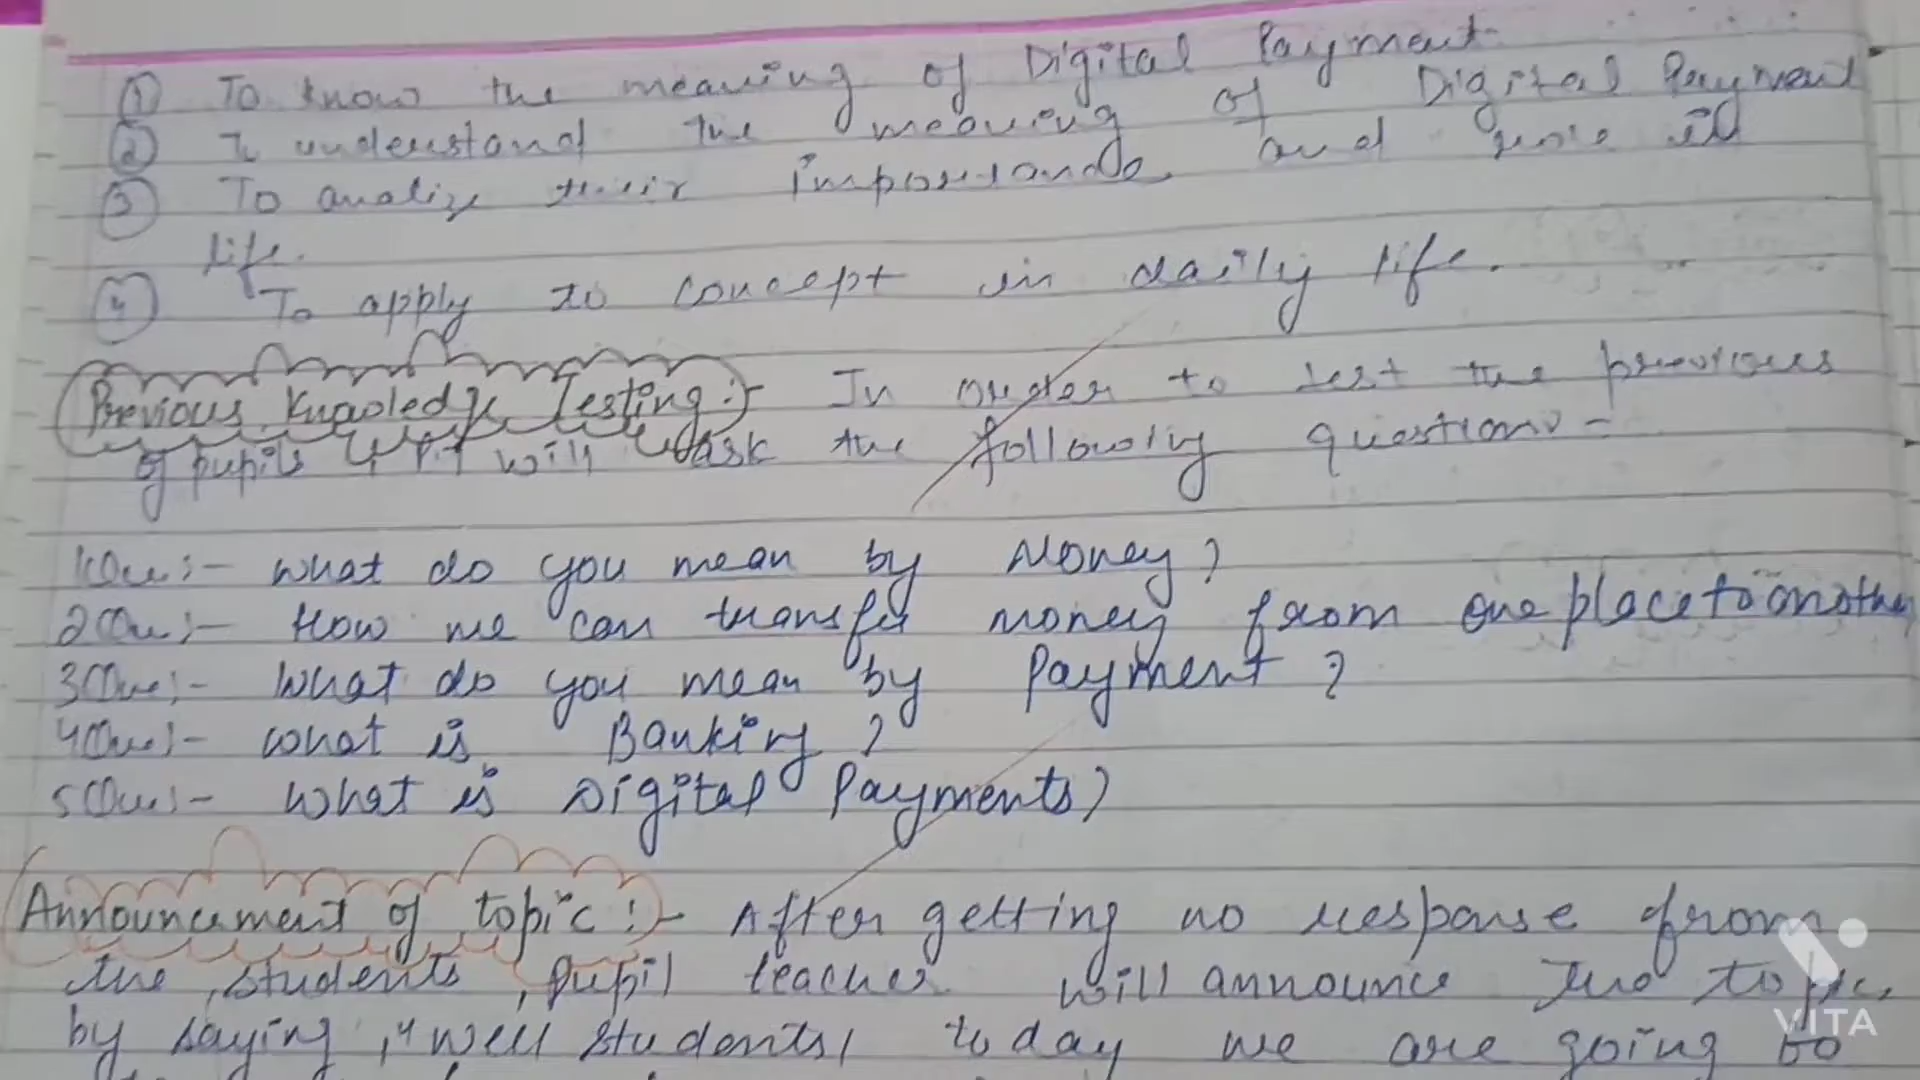 ① To know the meaning of Digital Payment
② To understand the meaning of Digital Payment
③ To analize their importande and
life.
④ To apply to concept in daily life.
Previous Knowledge Testing:- In order to test the previous
of pupils, P.T will ask the following questions -
1Que:- What do you mean by Money?
2Que:- How we can transfer money from one place to another
3Que:- What do you mean by Payment?
4Que:- What is Banking?
5Que:- What is Digital Payments?
Announcement of topic:- After getting no response from
the students, pupil teacher will announce the topic
by saying, "well students, today we are going to
VITA